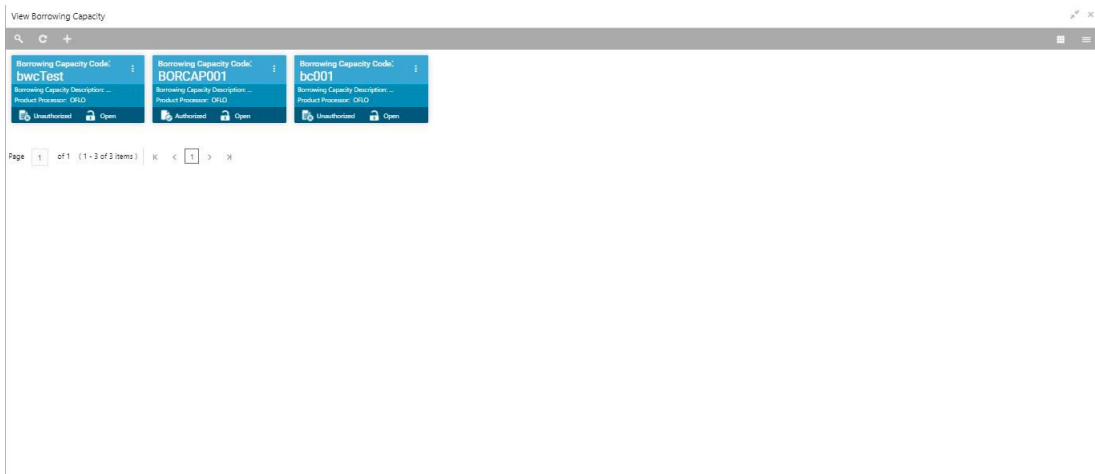 View Borrowing Capacity
Borrowing Capacity Code:
bwcTest
Borrowing Capacity Description: ...
Product Processor: OFLO
Unauthorized Open
Borrowing Capacity Code:
BORCAP001
Borrowing Capacity Description: ...
Product Processor: OFLO
Authorized Open
Borrowing Capacity Code:
bc001
Borrowing Capacity Description: ...
Product Processor: OFLO
Unauthorized Open
Page 1 of 1 (1 - 3 of 3 items) 1